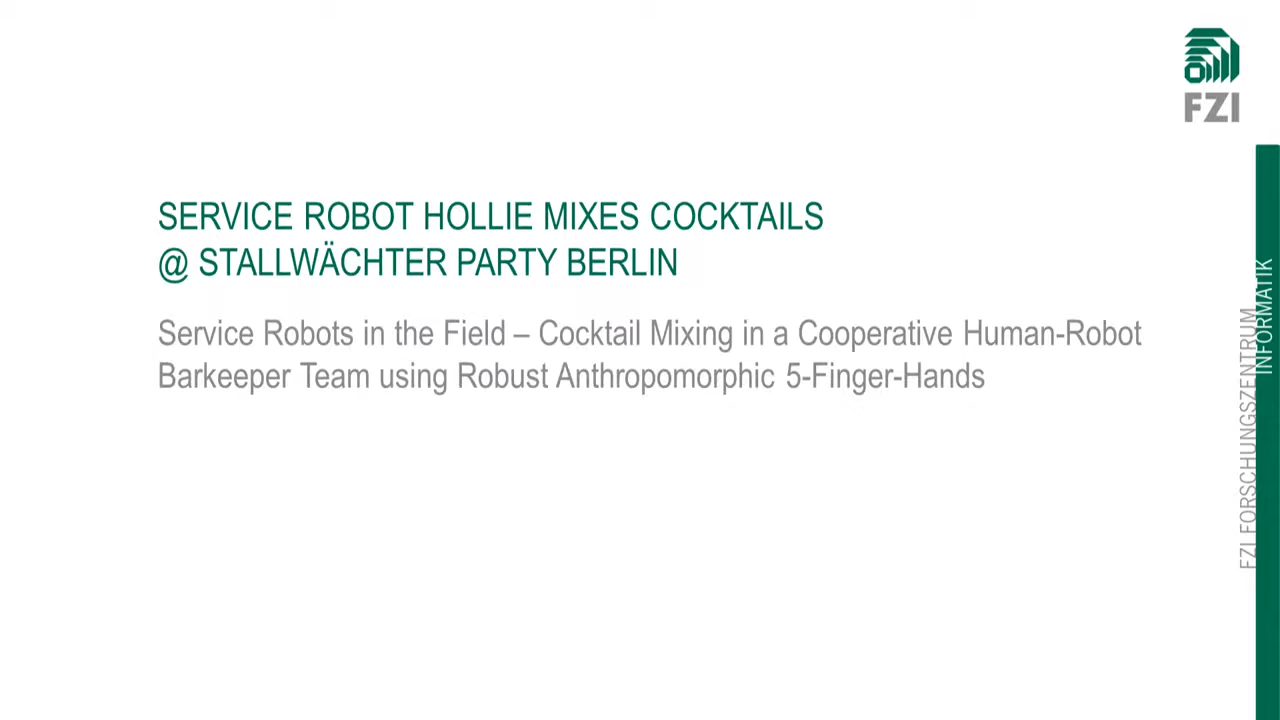 FZI
SERVICE ROBOT HOLLIE MIXES COCKTAILS
@ STALLWÄCHTER PARTY BERLIN
Service Robots in the Field – Cocktail Mixing in a Cooperative Human-Robot
Barkeeper Team using Robust Anthropomorphic 5-Finger-Hands
FZI FORSCHUNGSZENTRUM
INFORMATIK